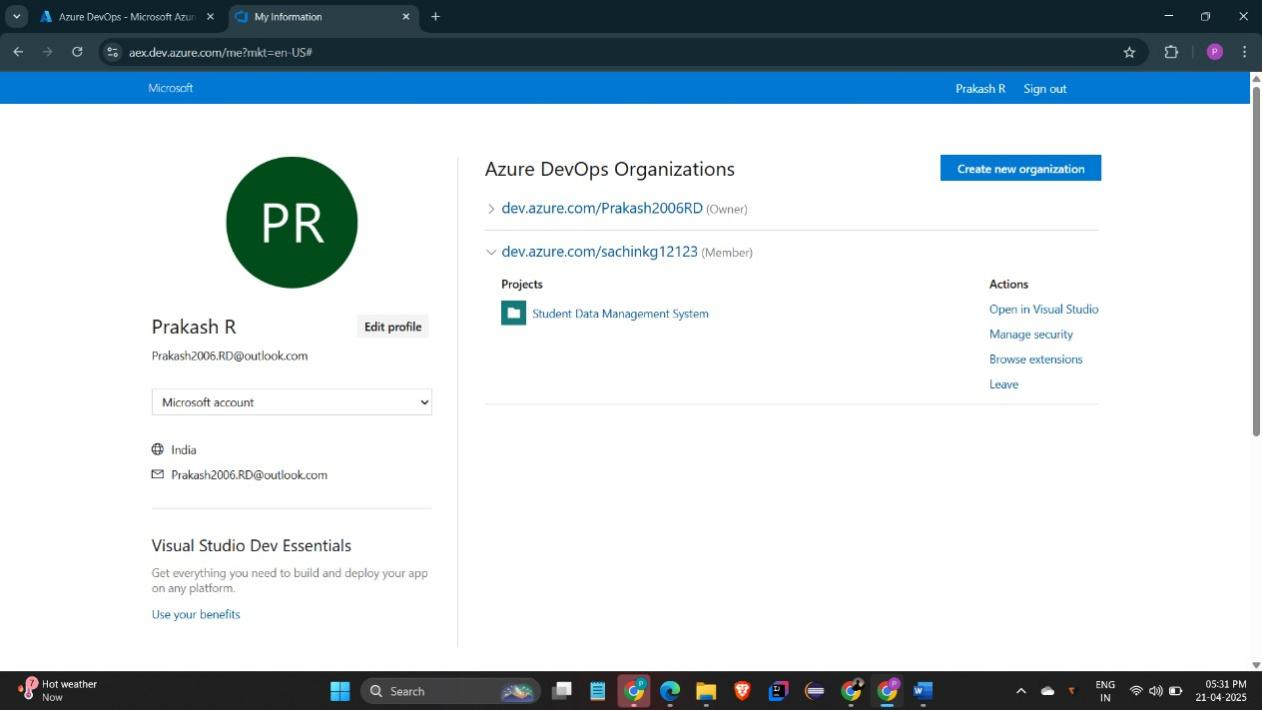 Azure DevOps - Microsoft Azur
My Information
aex.dev.azure.com/me?mkt=en-US#
P
Microsoft
Prakash R
Sign out
PR
Prakash R
Edit profile
Prakash2006.RD@outlook.com
Microsoft account
India
Prakash2006.RD@outlook.com
Visual Studio Dev Essentials
Get everything you need to build and deploy your app
on any platform.
Use your benefits
Azure DevOps Organizations
Create new organization
dev.azure.com/Prakash2006RD (Owner)
dev.azure.com/sachinkg12123 (Member)
Projects
Student Data Management System
Actions
Open in Visual Studio
Manage security
Browse extensions
Leave
7
Hot weather
Now
Search
ENG
IN
05:31 PM
21-04-2025